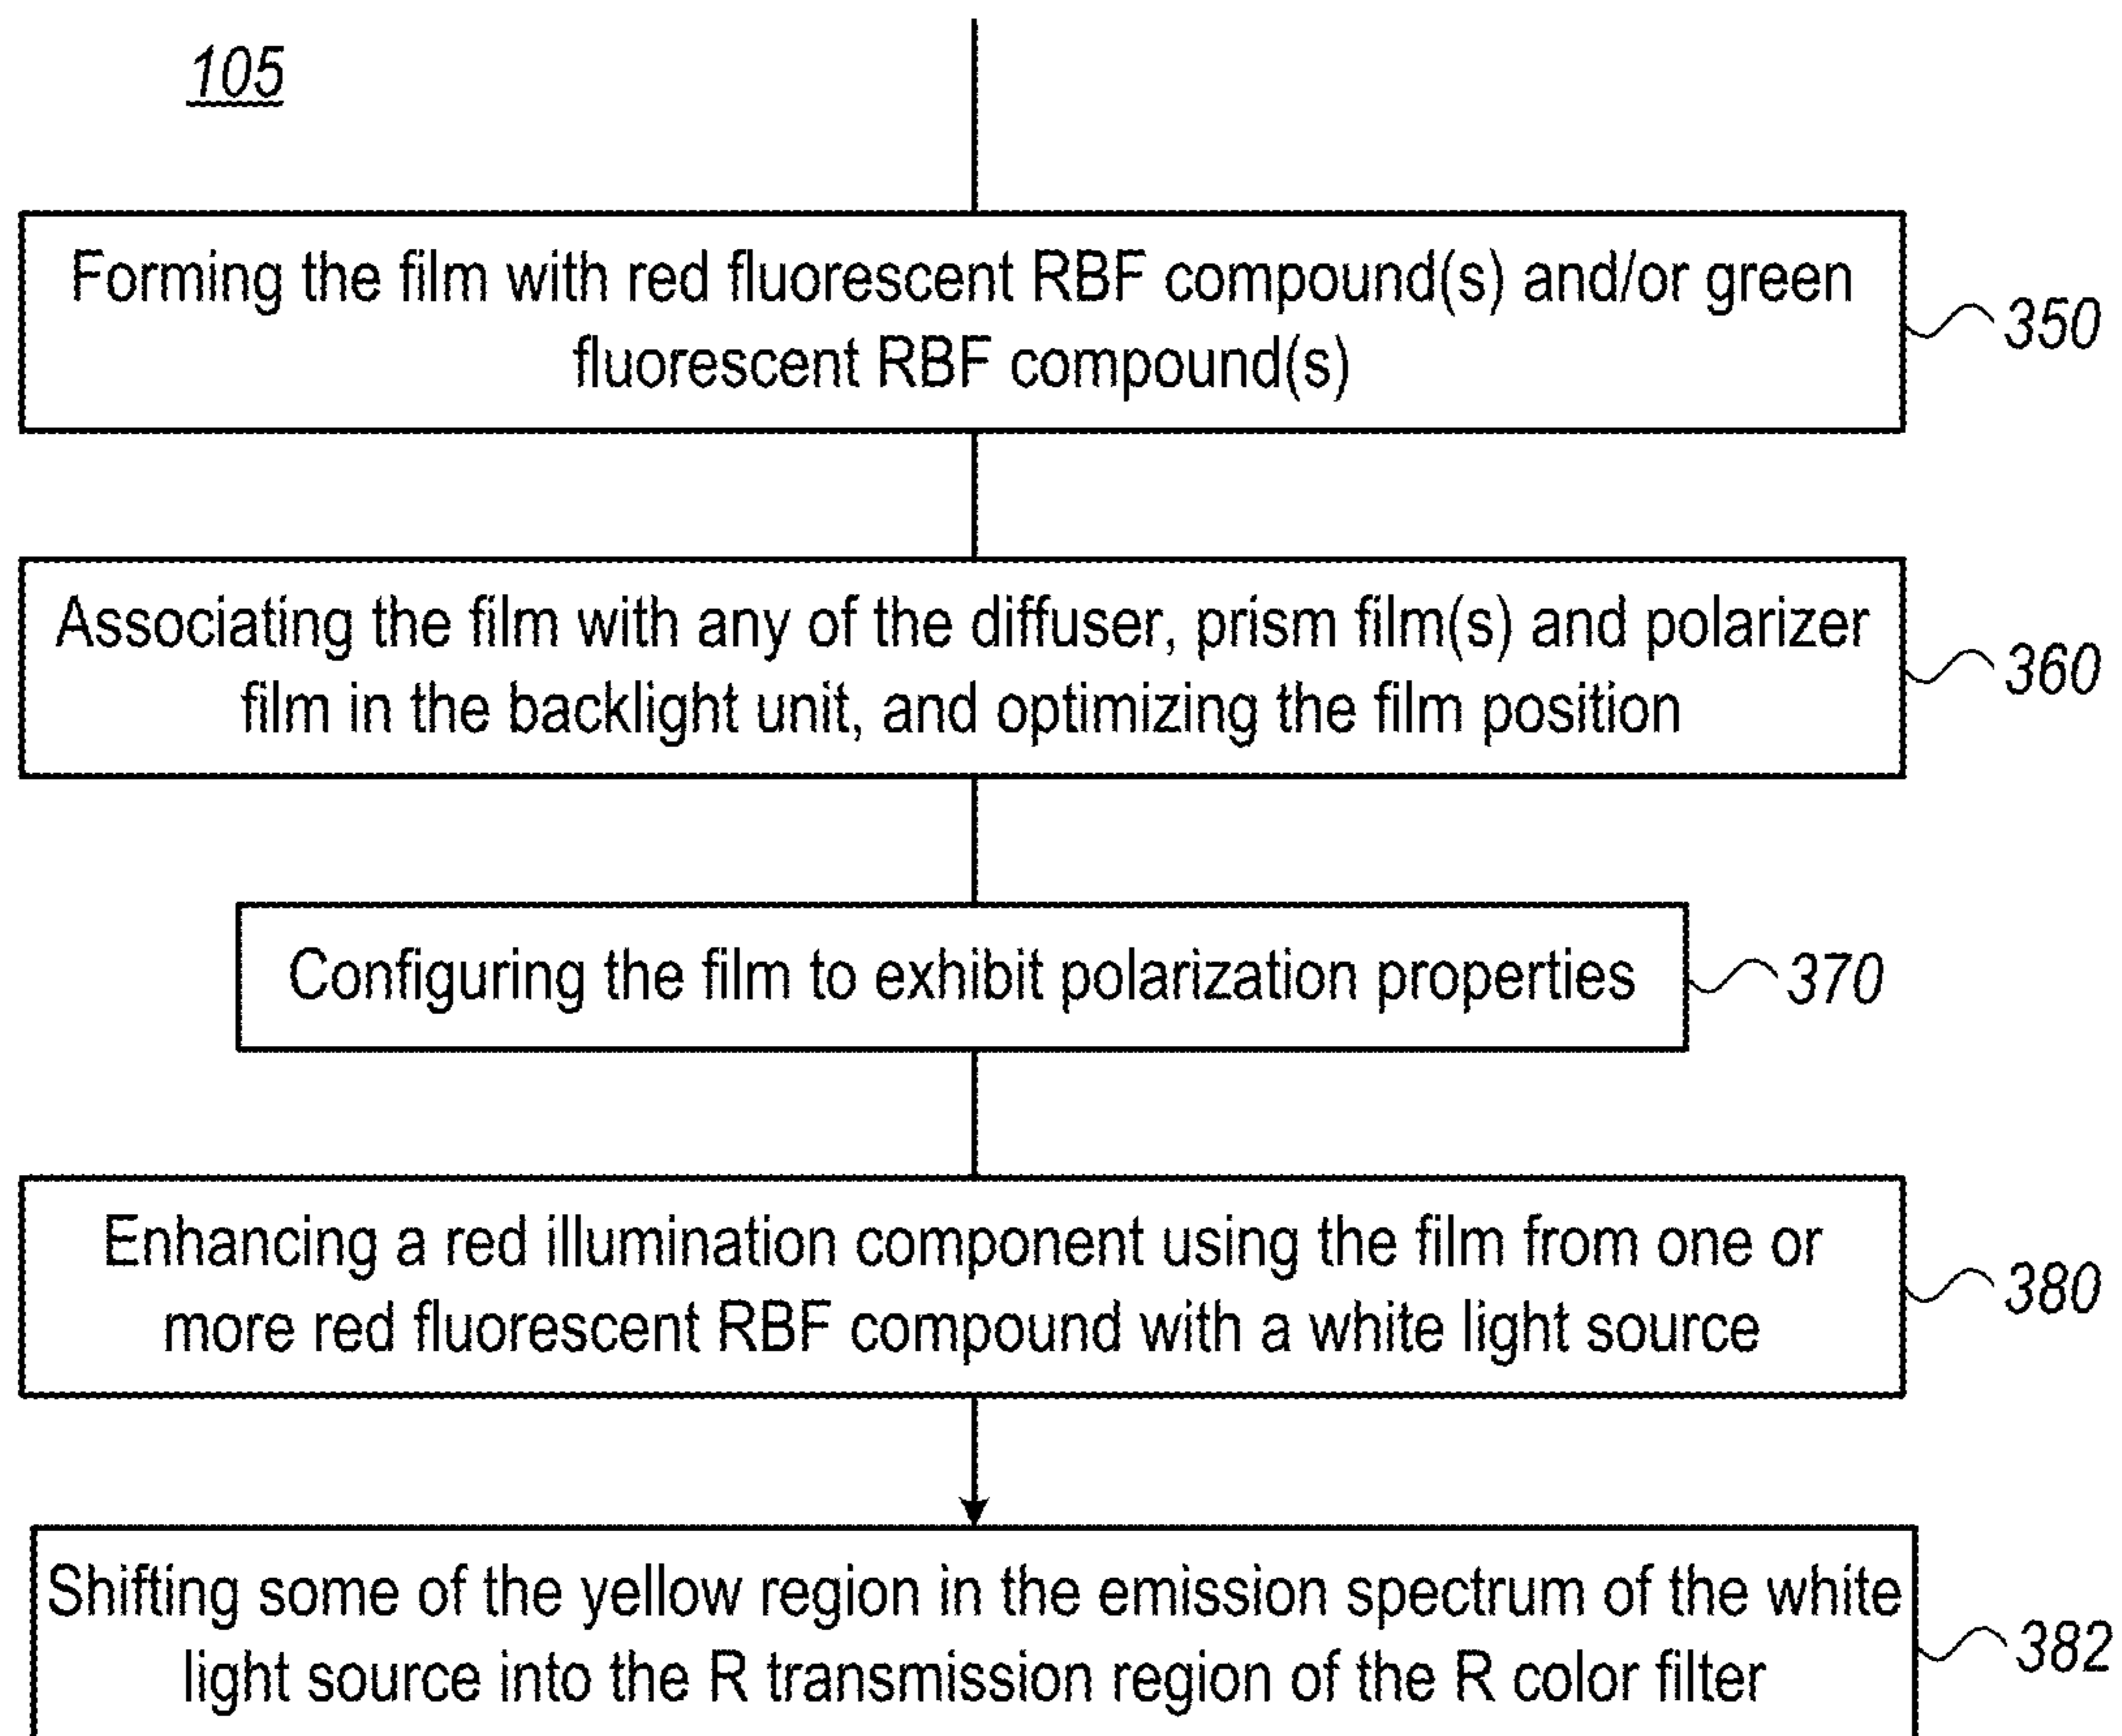 105
Forming the film with red fluorescent RBF compound(s) and/or green
fluorescent RBF compound(s)
350
Associating the film with any of the diffuser, prism film(s) and polarizer
film in the backlight unit, and optimizing the film position
360
Configuring the film to exhibit polarization properties
370
Enhancing a red illumination component using the film from one or
more red fluorescent RBF compound with a white light source
380
Shifting some of the yellow region in the emission spectrum of the white
light source into the R transmission region of the R color filter
382